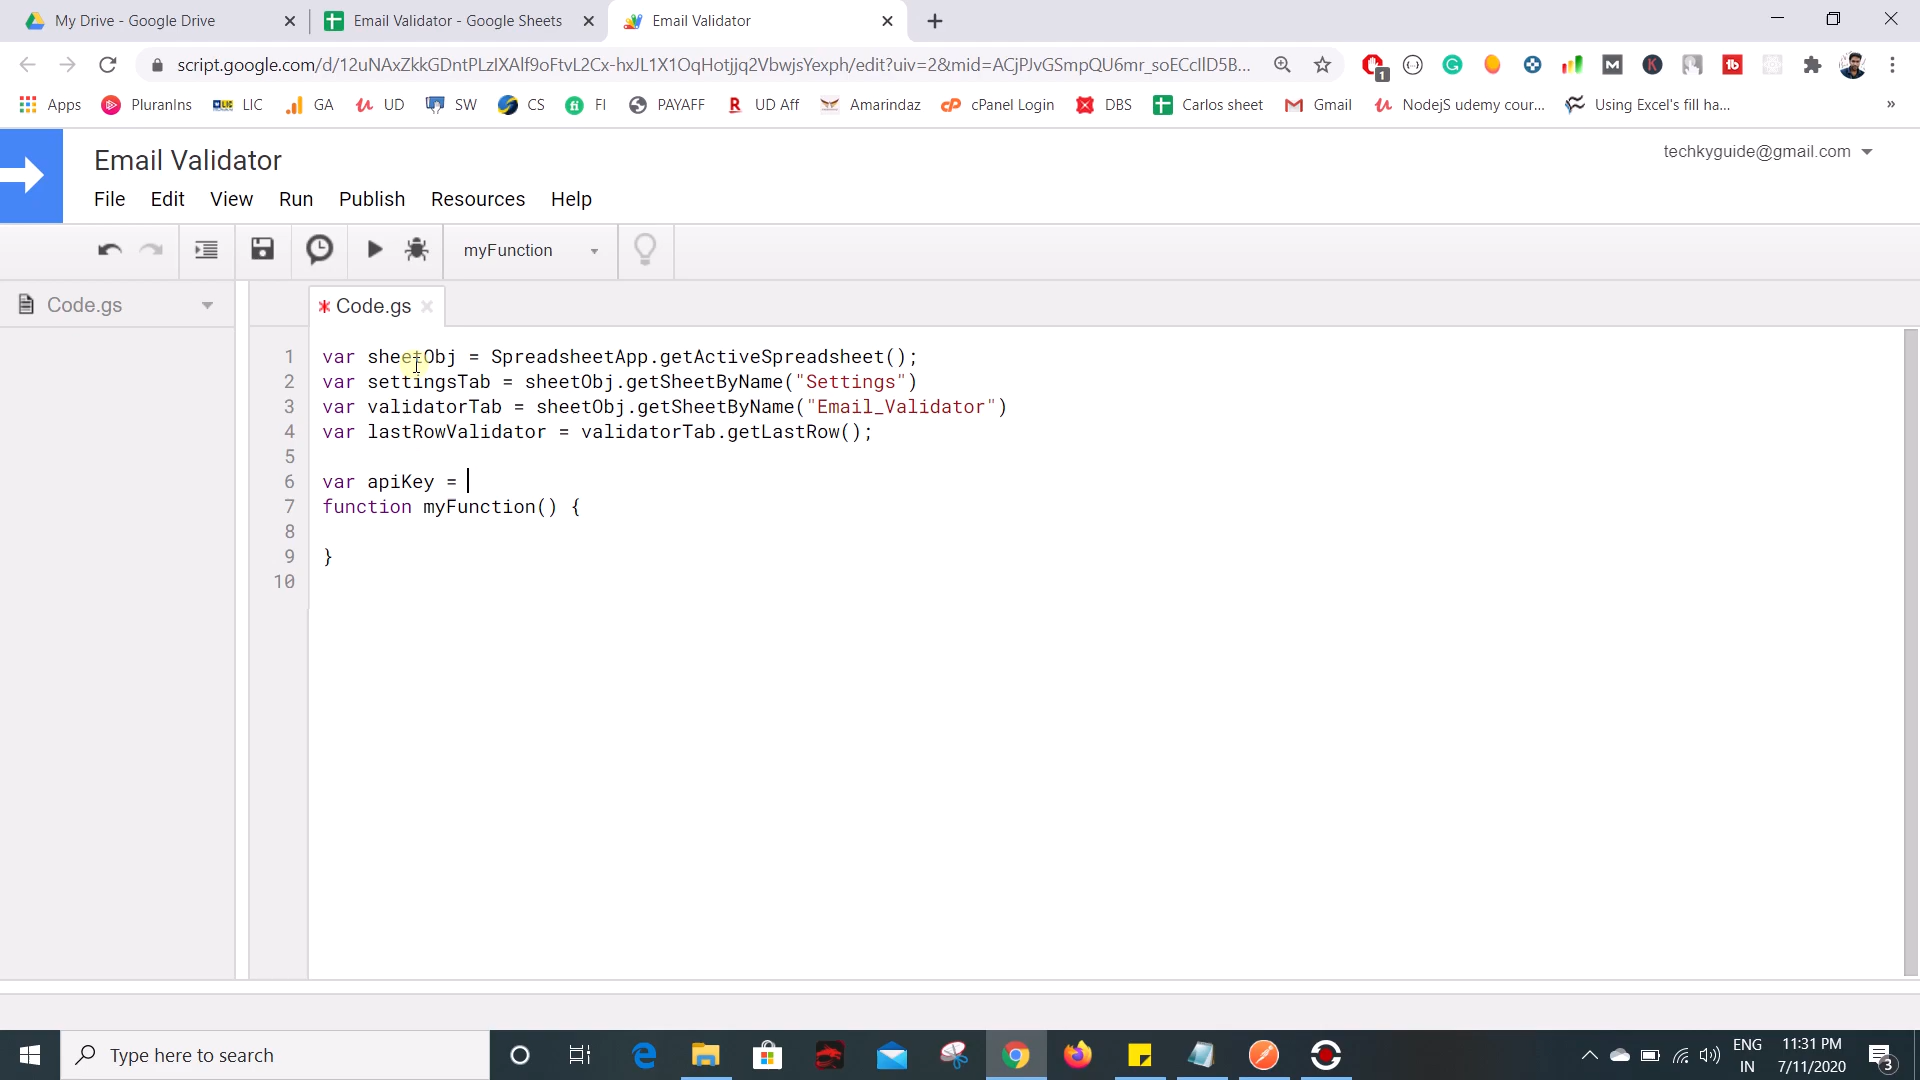 My Drive - Google Drive
Email Validator - Google Sheets
Email Validator
script.google.com/d/12uNAxZkkGDntPLzIXAlf9oFtvL2Cx-hxJL1X1OqHotjjq2VbwjsYexph/edit?uiv=2&mid=ACjPJvGSmpQU6mr_soECcIlD5B...
1
Apps
PluranIns
LIC
GA
UD
SW
CS
FI
PAYAFF
UD Aff
Amarindaz
cPanel Login
DBS
Carlos sheet
Gmail
NodejS udemy cour...
Using Excel's fill ha...
»
Email Validator
techkyguide@gmail.com
File
Edit
View
Run
Publish
Resources
Help
myFunction
Code.gs
* Code.gs
1 var sheetObj = SpreadsheetApp.getActiveSpreadsheet();
2 var settingsTab = sheetObj.getSheetByName("Settings")
3 var validatorTab = sheetObj.getSheetByName("Email_Validator")
4 var lastRowValidator = validatorTab.getLastRow();
5
6 var apiKey =
7 function myFunction() {
8
9 }
10
Type here to search
ENG
IN
11:31 PM
7/11/2020
3